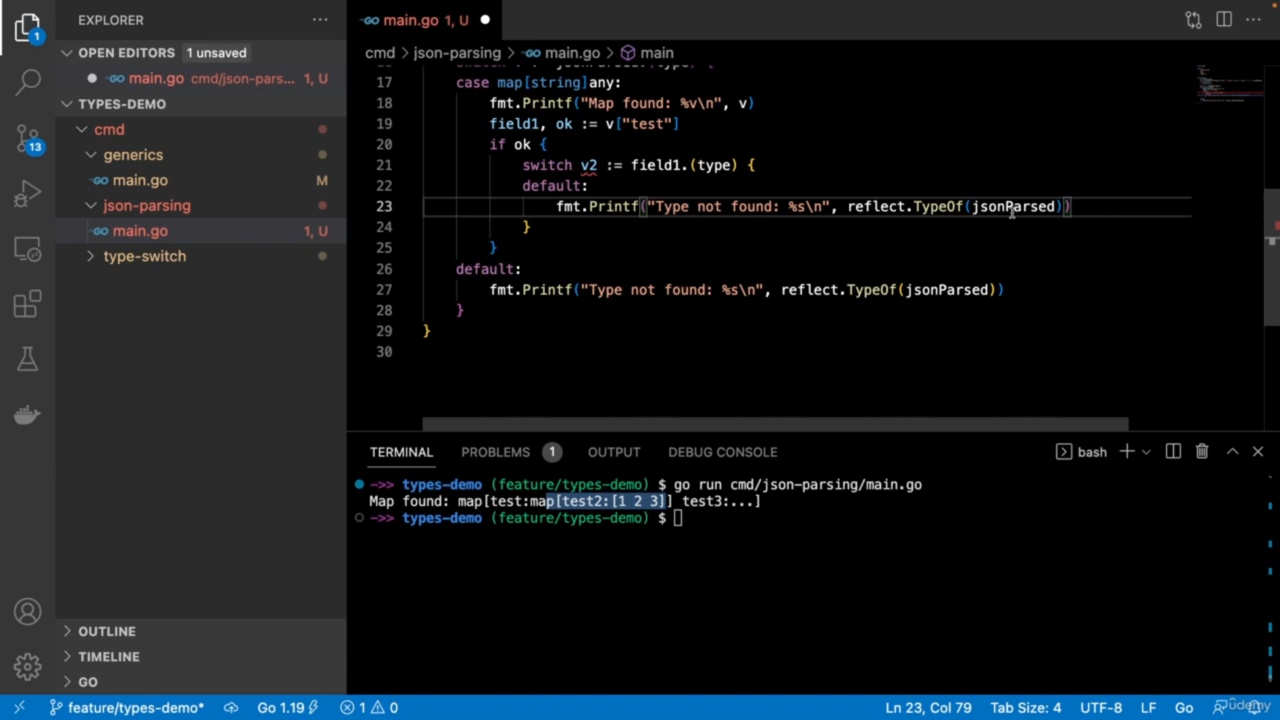 EXPLORER
OPEN EDITORS 1 unsaved
main.go cmd/json-pars... 1, U
TYPES-DEMO
cmd
generics
main.go M
json-parsing
main.go 1, U
type-switch
OUTLINE
TIMELINE
GO
1
13
main.go 1, U
cmd > json-parsing > main.go > main
17 case map[string]any:
18 fmt.Printf("Map found: %v\n", v)
19 field1, ok := v["test"]
20 if ok {
21 switch v2 := field1.(type) {
22 default:
23 fmt.Printf("Type not found: %s\n", reflect.TypeOf(jsonParsed))
24 }
25 }
26 default:
27 fmt.Printf("Type not found: %s\n", reflect.TypeOf(jsonParsed))
28 }
29 }
30
TERMINAL PROBLEMS 1 OUTPUT DEBUG CONSOLE bash
->> types-demo (feature/types-demo) $ go run cmd/json-parsing/main.go
Map found: map[test:map[test2:[1 2 3]] test3:...]
->> types-demo (feature/types-demo) $
feature/types-demo* Go 1.19 1 0 Ln 23, Col 79 Tab Size: 4 UTF-8 LF Go
udemy